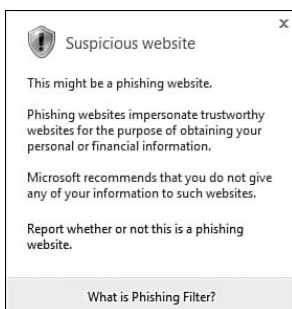 x
Suspicious website
This might be a phishing website.
Phishing websites impersonate trustworthy
websites for the purpose of obtaining your
personal or financial information.
Microsoft recommends that you do not give
any of your information to such websites.
Report whether or not this is a phishing
website.
What is Phishing Filter?